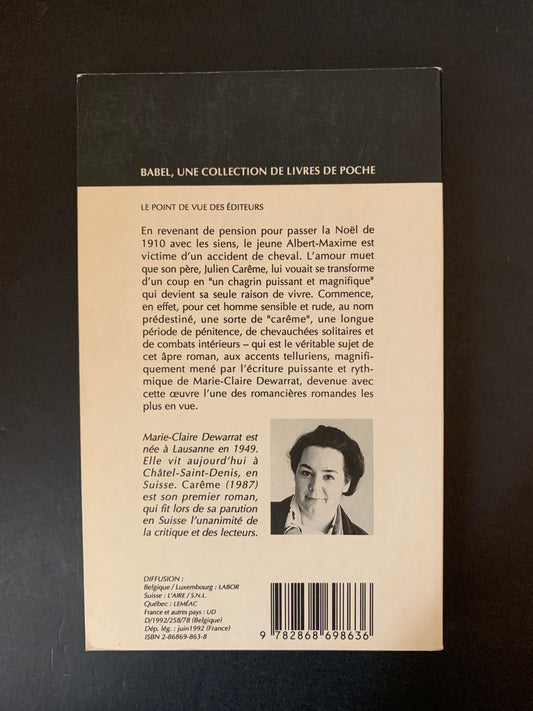 BABEL, UNE COLLECTION DE LIVRES DE POCHE
LE POINT DE VUE DES ÉDITEURS
En revenant de pension pour passer la Noël de
1910 avec les siens, le jeune Albert-Maxime est
victime d'un accident de cheval. L'amour muet
que son père, Julien Carême, lui vouait se transforme
d'un coup en "un chagrin puissant et magnifique"
qui devient sa seule raison de vivre. Commence,
en effet, pour cet homme sensible et rude, au nom
prédestiné, une sorte de "carême", une longue
période de pénitence, de chevauchées solitaires et
de combats intérieurs – qui est le véritable sujet de
cet âpre roman, aux accents telluriens, magnifi-
quement mené par l'écriture puissante et ryth-
mique de Marie-Claire Dewarrat, devenue avec
cette œuvre l'une des romancières romandes les
plus en vue.
Marie-Claire Dewarrat est
née à Lausanne en 1949.
Elle vit aujourd'hui à
Châtel-Saint-Denis, en
Suisse. Carême (1987)
est son premier roman,
qui fit lors de sa parution
en Suisse l'unanimité de
la critique et des lecteurs.
DIFFUSION :
Belgique / Luxembourg : LABOR
Suisse : L'AIRE / S.N.L.
Québec : LEMÉAC
France et autres pays : UD
D/1992/258/78 (Belgique)
Dép. lég. : juin1992 (France)
ISBN 2-86869-863-8
9 782868 698636